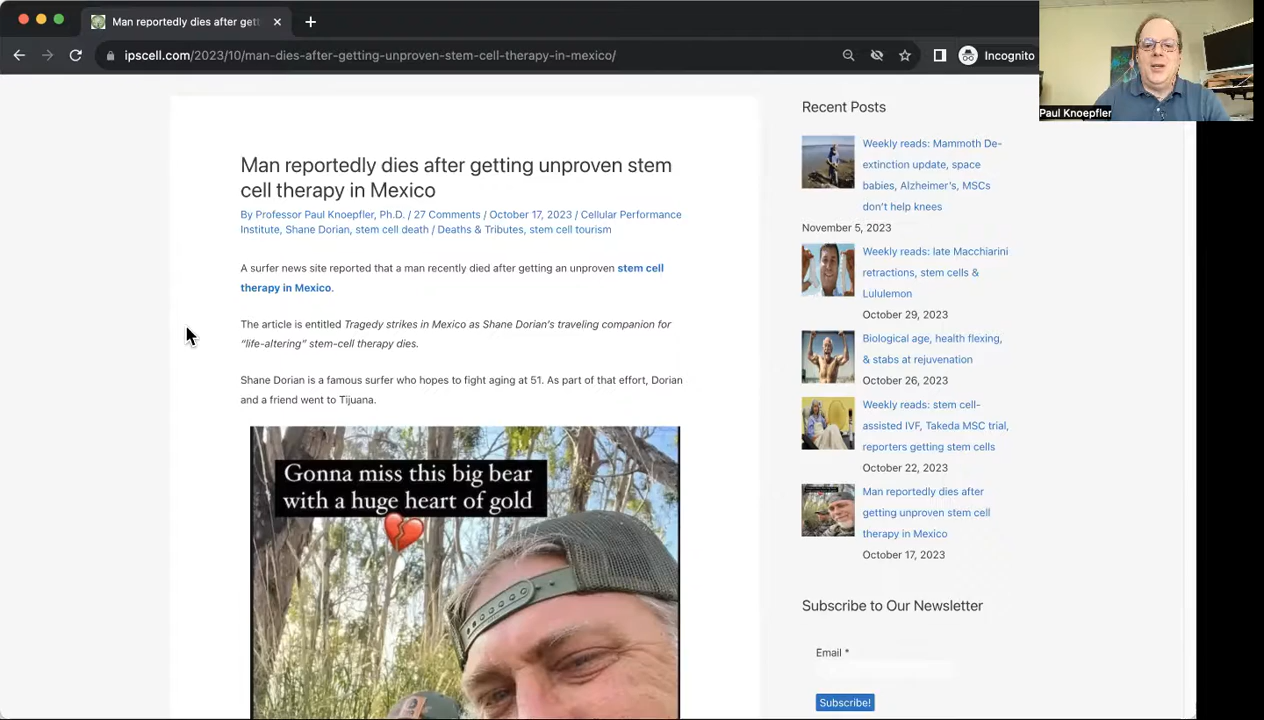 Man reportedly dies after gett
ipscell.com/2023/10/man-dies-after-getting-unproven-stem-cell-therapy-in-mexico/
Incognito
Paul Knoepfler
Man reportedly dies after getting unproven stem
cell therapy in Mexico
By Professor Paul Knoepfler, Ph.D. / 27 Comments / October 17, 2023 / Cellular Performance
Institute, Shane Dorian, stem cell death / Deaths & Tributes, stem cell tourism
A surfer news site reported that a man recently died after getting an unproven stem cell
therapy in Mexico.
The article is entitled Tragedy strikes in Mexico as Shane Dorian's traveling companion for
"life-altering" stem-cell therapy dies.
Shane Dorian is a famous surfer who hopes to fight aging at 51. As part of that effort, Dorian
and a friend went to Tijuana.
Gonna miss this big bear
with a huge heart of gold
Recent Posts
Weekly reads: Mammoth De-
extinction update, space
babies, Alzheimer's, MSCs
don't help knees
November 5, 2023
Weekly reads: late Macchiarini
retractions, stem cells &
Lululemon
October 29, 2023
Biological age, health flexing,
& stabs at rejuvenation
October 26, 2023
Weekly reads: stem cell-
assisted IVF, Takeda MSC trial,
reporters getting stem cells
October 22, 2023
Man reportedly dies after
getting unproven stem cell
therapy in Mexico
October 17, 2023
Subscribe to Our Newsletter
Email *
Subscribe!